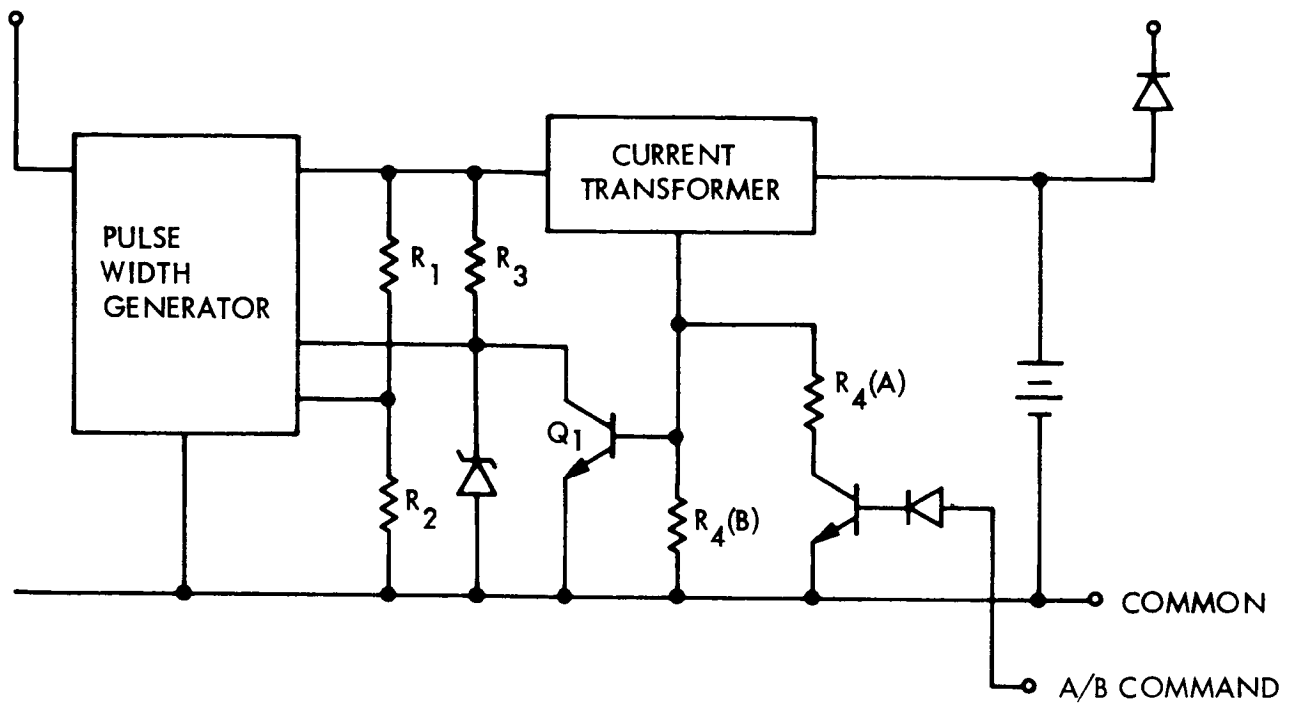 CURRENT
TRANSFORMER
PULSE
WIDTH
GENERATOR
R1
R3
R4(A)
Q1
R2
R4(B)
COMMON
A/B COMMAND